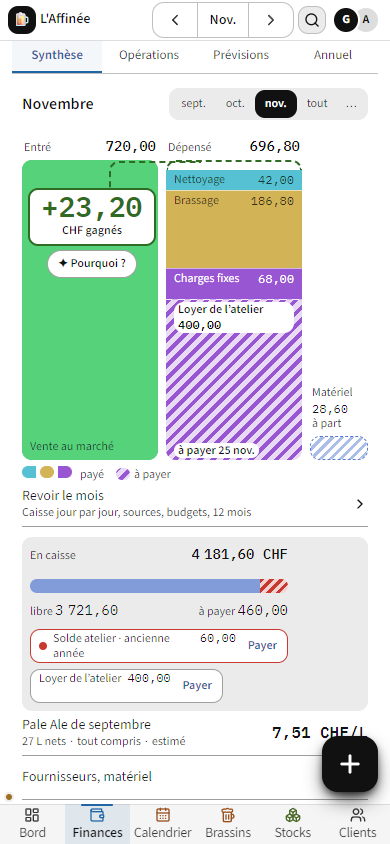 L'Affinée
Nov.
G
A
Synthèse
Opérations
Prévisions
Annuel
Novembre
sept.
oct.
nov.
tout
...
Entré
720,00
Dépensé
696,80
+23,20
CHF gagnés
✦ Pourquoi ?
Vente au marché
Nettoyage
42,00
Brassage
186,80
Charges fixes
68,00
Loyer de l'atelier
400,00
à payer 25 nov.
Matériel
28,60
à part
payé
à payer
Revoir le mois
Caisse jour par jour, sources, budgets, 12 mois
En caisse
4 181,60 CHF
libre 3 721,60
à payer 460,00
Solde atelier · ancienne
année
60,00
Payer
Loyer de l'atelier
400,00
Payer
Pale Ale de septembre
27 L nets · tout compris · estimé
7,51 CHF/L
Fournisseurs, matériel
+
Bord
Finances
Calendrier
Brassins
Stocks
Clients